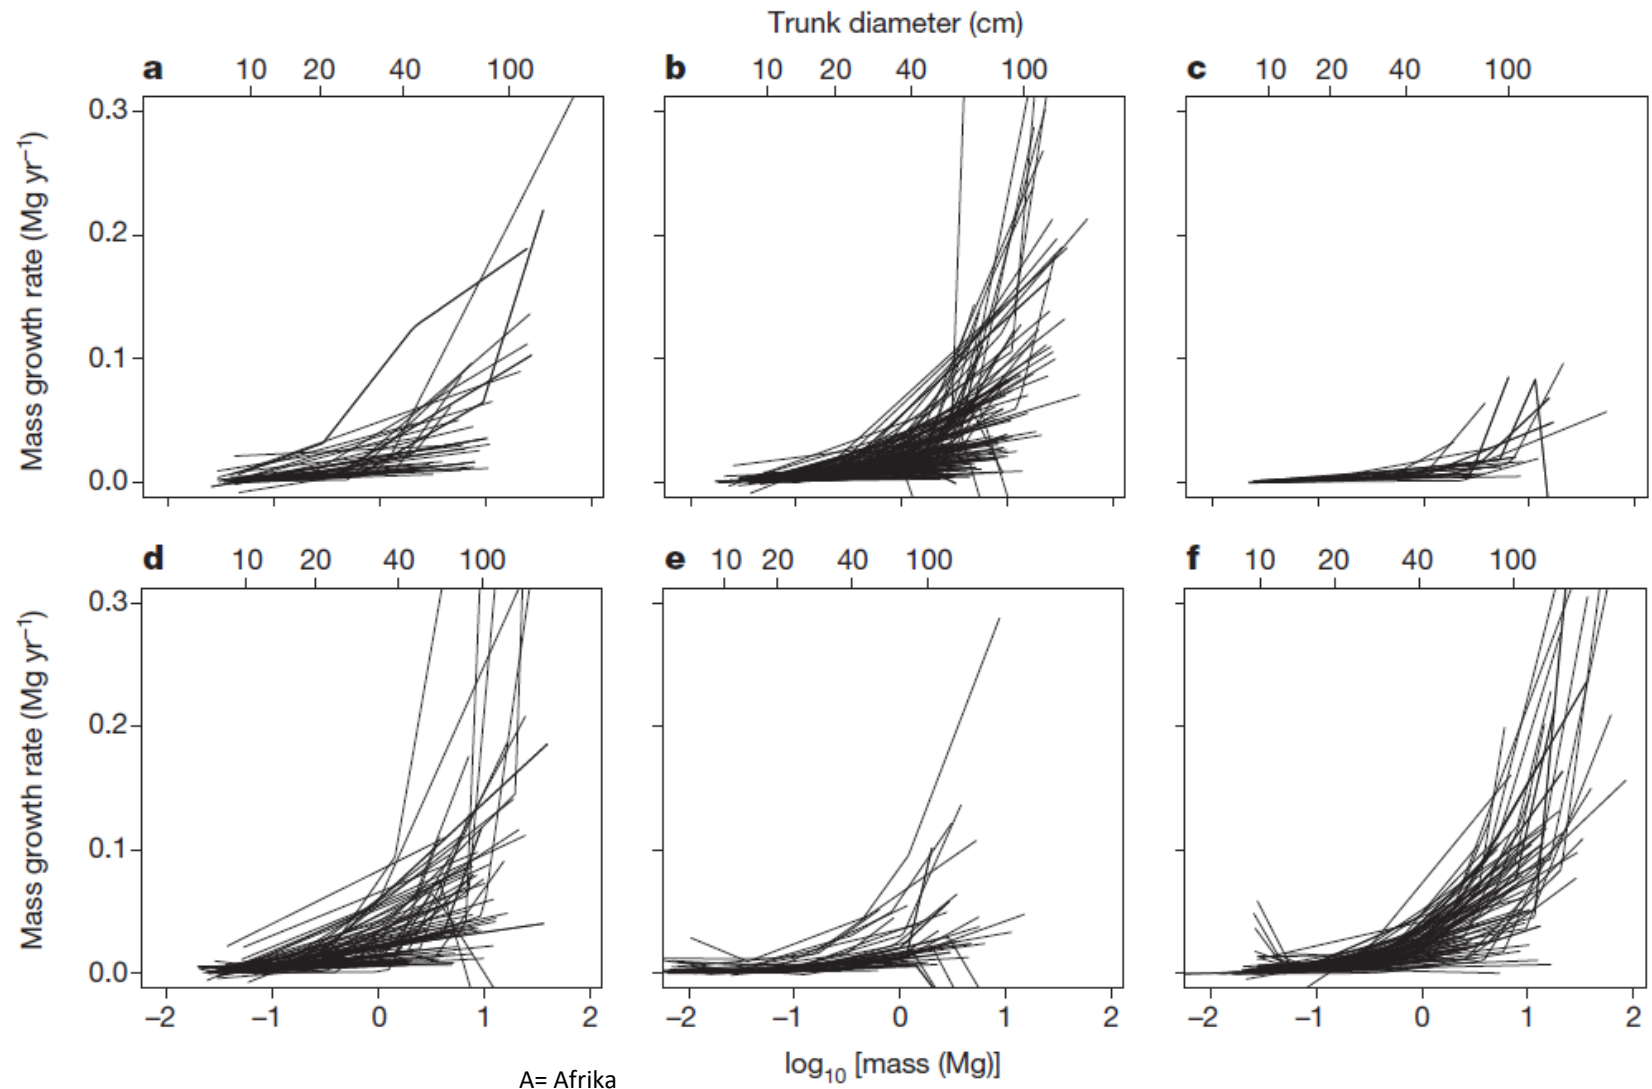 Trunk diameter (cm)
a 10 20 40 100
b 10 20 40 100
c 10 20 40 100
0.3
0.2
0.1
0.0
Mass growth rate (Mg yr⁻¹)
d 10 20 40 100
e 10 20 40 100
f 10 20 40 100
0.3
0.2
0.1
0.0
Mass growth rate (Mg yr⁻¹)
–2 –1 0 1 2
–2 –1 0 1 2
–2 –1 0 1 2
log₁₀ [mass (Mg)]
A= Afrika